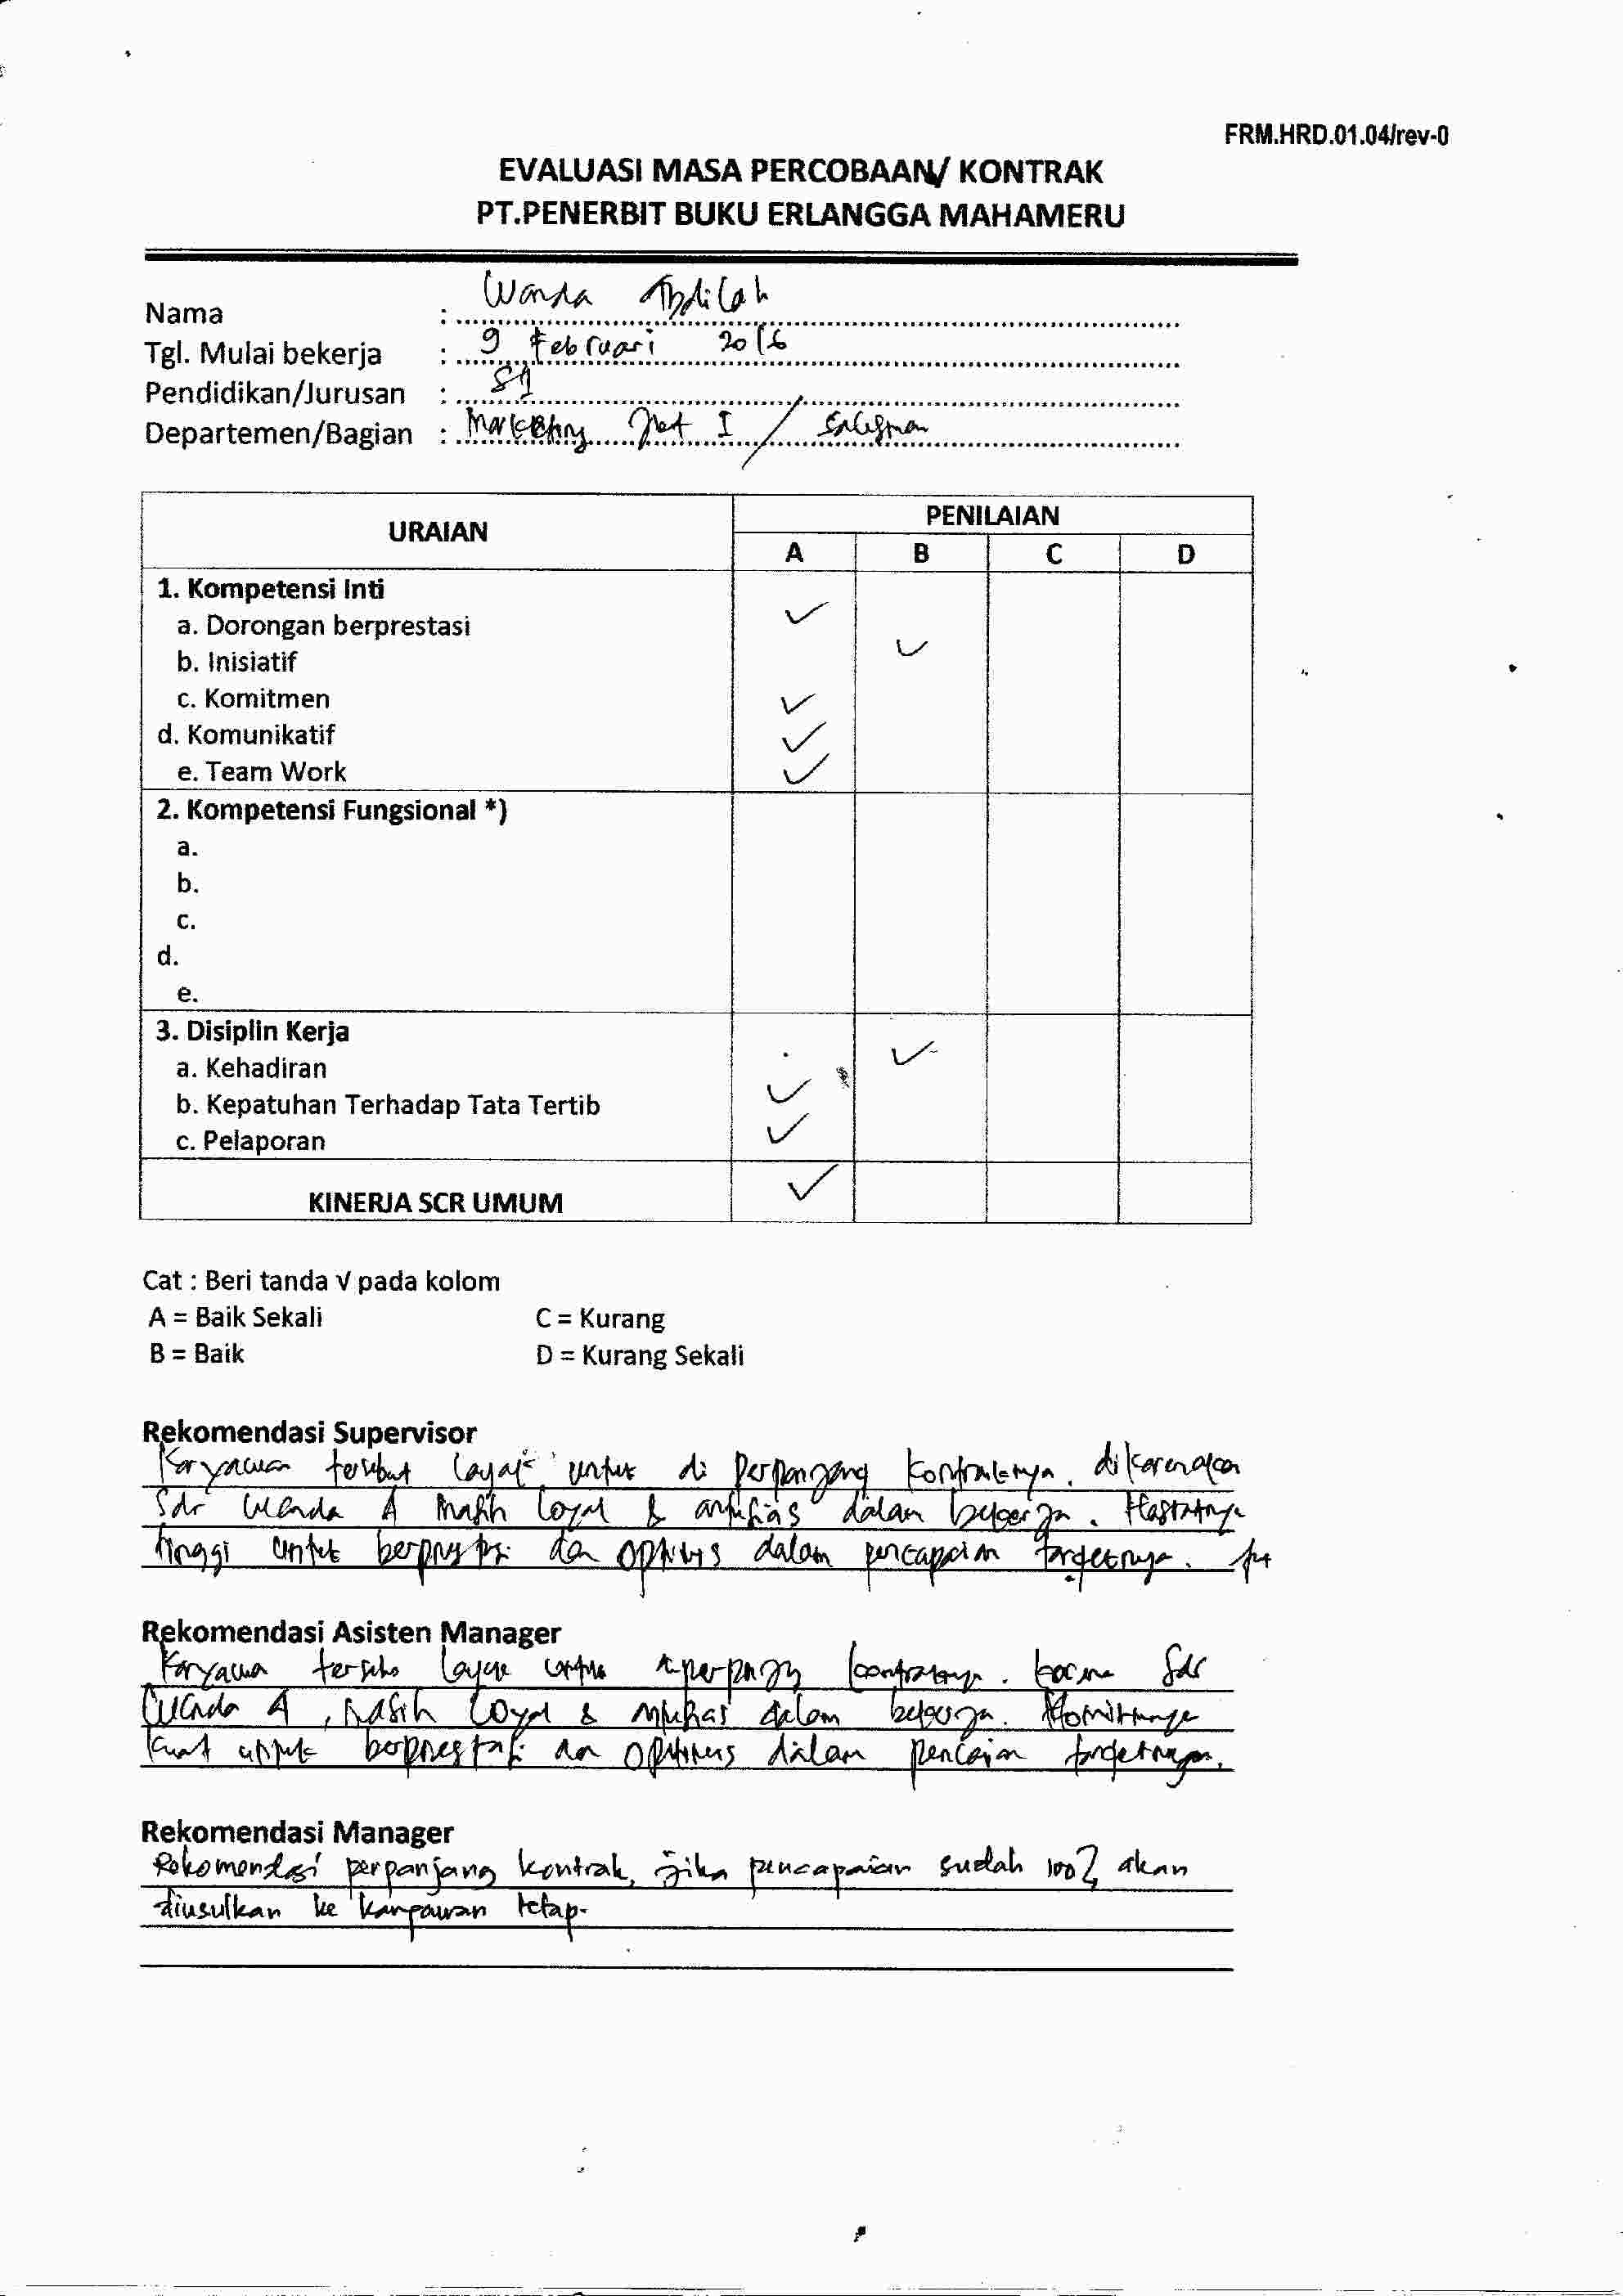 FRM.HRD.01.04/rev-0
EVALUASI MASA PERCOBAAN/ KONTRAK
PT.PENERBIT BUKU ERLANGGA MAHAMERU
Nama : Wanda Abdilah
Tgl. Mulai bekerja : 9 Februari 2016
Pendidikan/Jurusan : S1
Departemen/Bagian : Marketing I / Salesman
URAIAN PENILAIAN
A B C D
1. Kompetensi Inti
a. Dorongan berprestasi ✓
b. Inisiatif ✓
c. Komitmen ✓
d. Komunikatif ✓
e. Team Work ✓
2. Kompetensi Fungsional *)
a.
b.
c.
d.
e.
3. Disiplin Kerja
a. Kehadiran ✓
b. Kepatuhan Terhadap Tata Tertib ✓
c. Pelaporan ✓
KINERJA SCR UMUM ✓
Cat : Beri tanda √ pada kolom
A = Baik Sekali C = Kurang
B = Baik D = Kurang Sekali
Rekomendasi Supervisor
Karyawan tersebut layak untuk di perpanjang kontraknya. dikarenakan
Sdr Wanda A masih loyal & antusias dalam bekerja.
tinggi untuk berprestasi dan optimis dalam pencapaian targetnya.
Rekomendasi Asisten Manager
Karyawan layak untuk kontraknya. karena Sdr
Wanda A, masih loyal & antusias dalam bekerja. Komitmennya
kuat untuk berprestasi dan optimis dalam targetnya.
Rekomendasi Manager
Rekomendasi perpanjang kontrak, jika pencapaian sudah 100% akan
diusulkan ke karyawan tetap.